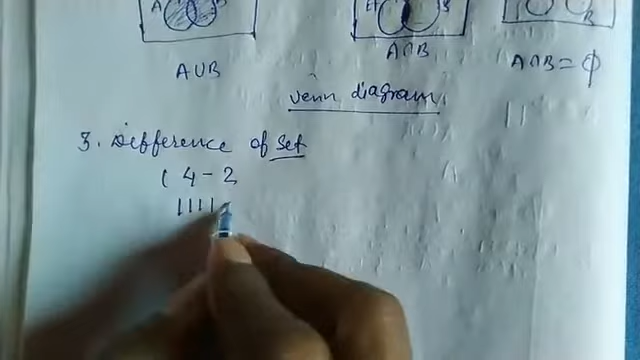 A B
A B
B
A∪B
A∩B
A∩B = ϕ
Venn diagram
3. Difference of Set
( 4 - 2